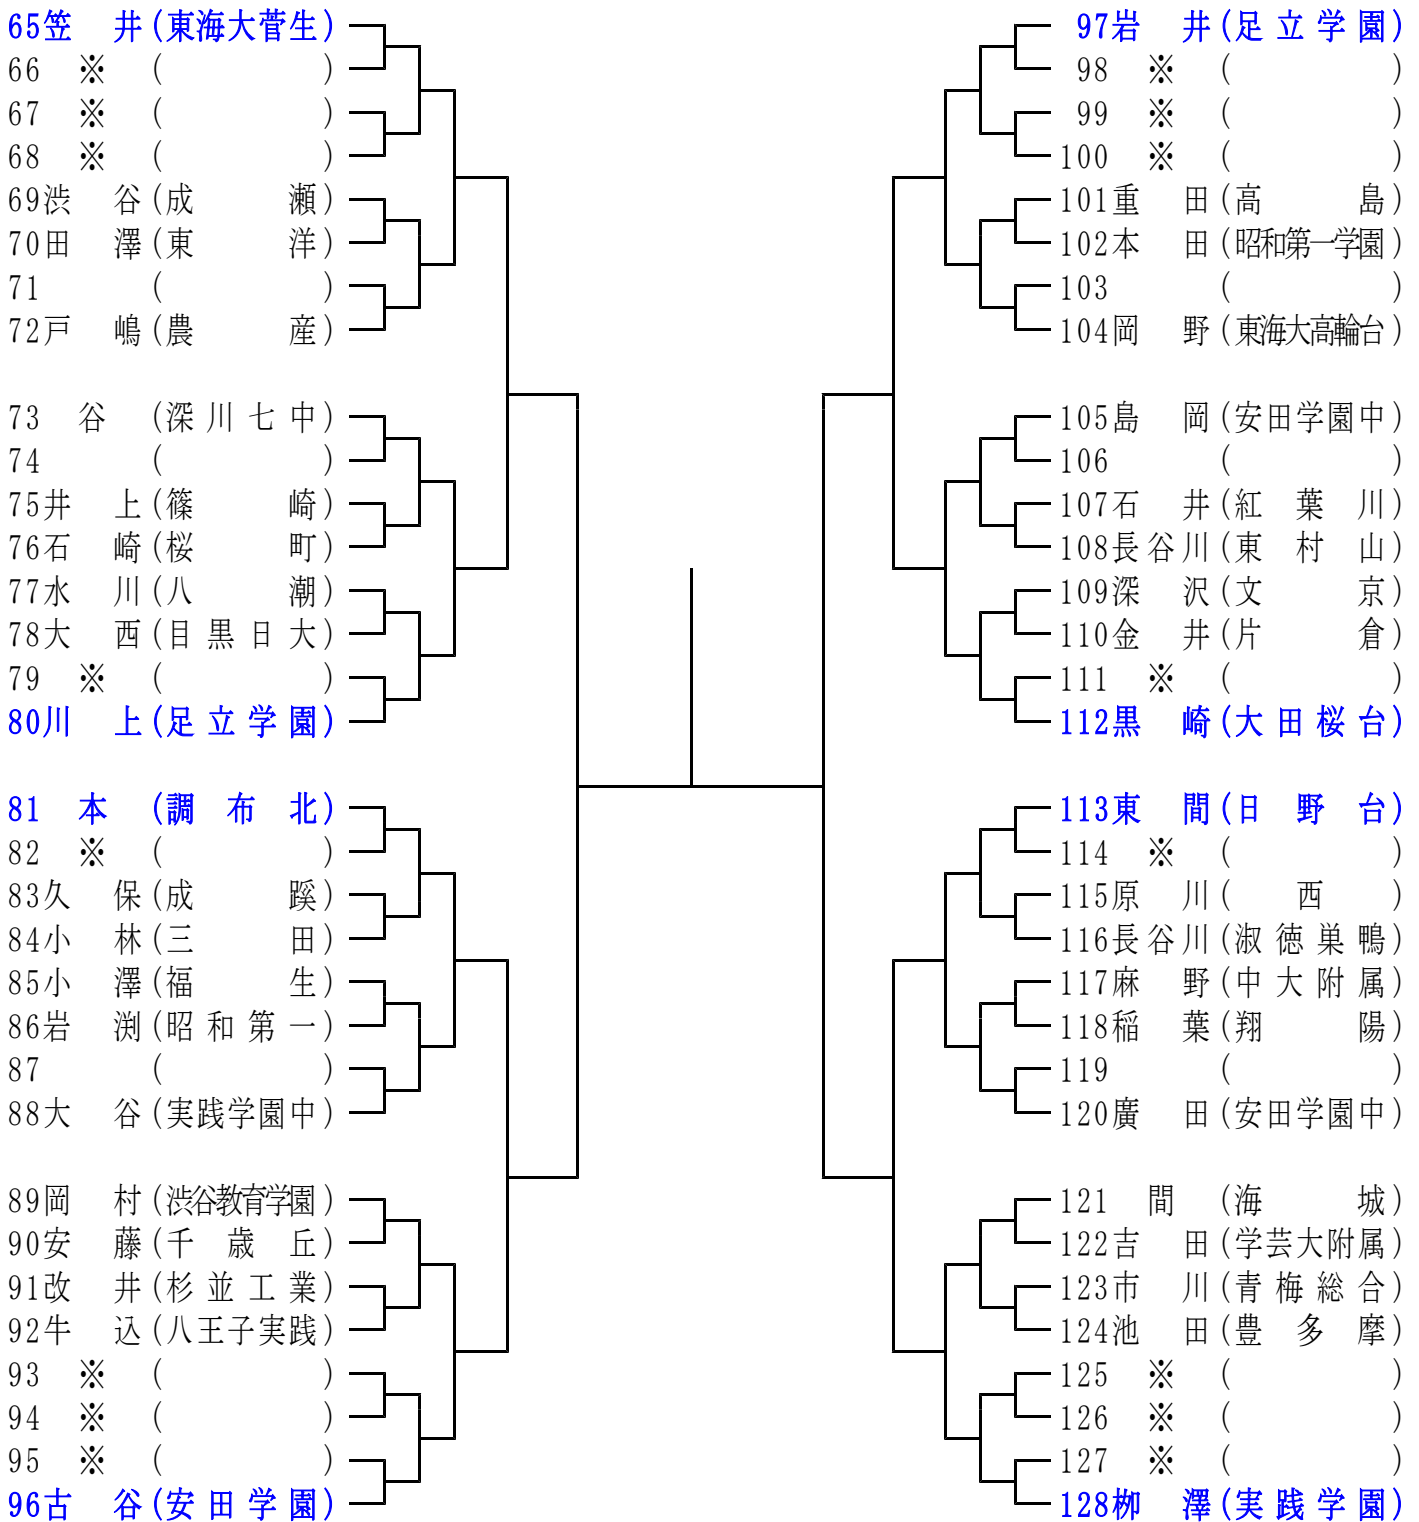 65笠 井(東海大菅生)
66 ※ ( )
67 ※ ( )
68 ※ ( )
69渋 谷(成 瀬)
70田 澤(東 洋)
71 ( )
72戸 嶋(農 産)
73 谷 (深川七中)
74 ( )
75井 上(篠 崎)
76石 崎(桜 町)
77水 川(八 潮)
78大 西(目黒日大)
79 ※ ( )
80川 上(足立学園)
81 本 (調布北)
82 ※ ( )
83久 保(成 蹊)
84小 林(三 田)
85小 澤(福 生)
86岩 渕(昭和第一)
87 ( )
88大 谷(実践学園中)
89岡 村(渋谷教育学園)
90安 藤(千歳丘)
91改 井(杉並工業)
92牛 込(八王子実践)
93 ※ ( )
94 ※ ( )
95 ※ ( )
96古 谷(安田学園)
97岩 井(足立学園)
98 ※ ( )
99 ※ ( )
100 ※ ( )
101重 田(高 島)
102本 田(昭和第一学園)
103 ( )
104岡 野(東海大高輪台)
105島 岡(安田学園中)
106 ( )
107石 井(紅葉川)
108長谷川(東村山)
109深 沢(文 京)
110金 井(片 倉)
111 ※ ( )
112黒 崎(大田桜台)
113東 間(日野台)
114 ※ ( )
115原 川( 西 )
116長谷川(淑徳巣鴨)
117麻 野(中大附属)
118稲 葉(翔 陽)
119 ( )
120廣 田(安田学園中)
121 間 (海 城)
122吉 田(学芸大附属)
123市 川(青梅総合)
124池 田(豊多摩)
125 ※ ( )
126 ※ ( )
127 ※ ( )
128栁 澤(実践学園)